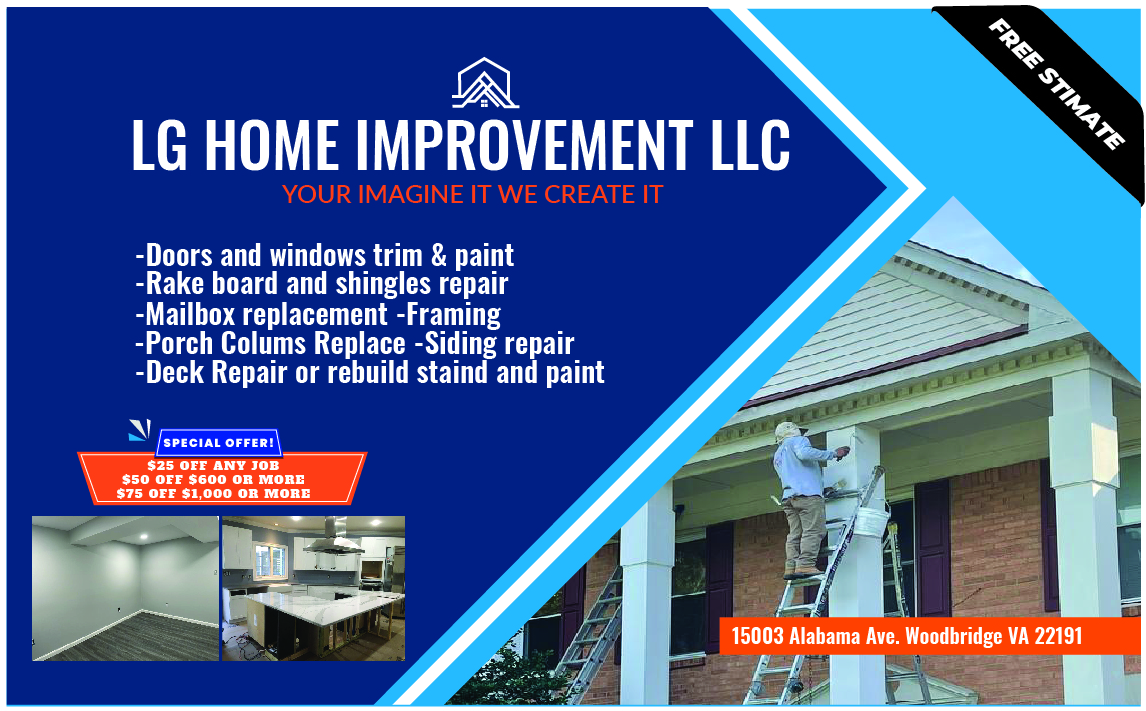 FREE STIMATE
LG HOME IMPROVEMENT LLC
YOUR IMAGINE IT WE CREATE IT
-Doors and windows trim & paint
-Rake board and shingles repair
-Mailbox replacement -Framing
-Porch Colums Replace -Siding repair
-Deck Repair or rebuild staind and paint
SPECIAL OFFER!
$25 OFF ANY JOB
$50 OFF $600 OR MORE
$75 OFF $1,000 OR MORE
15003 Alabama Ave. Woodbridge VA 22191